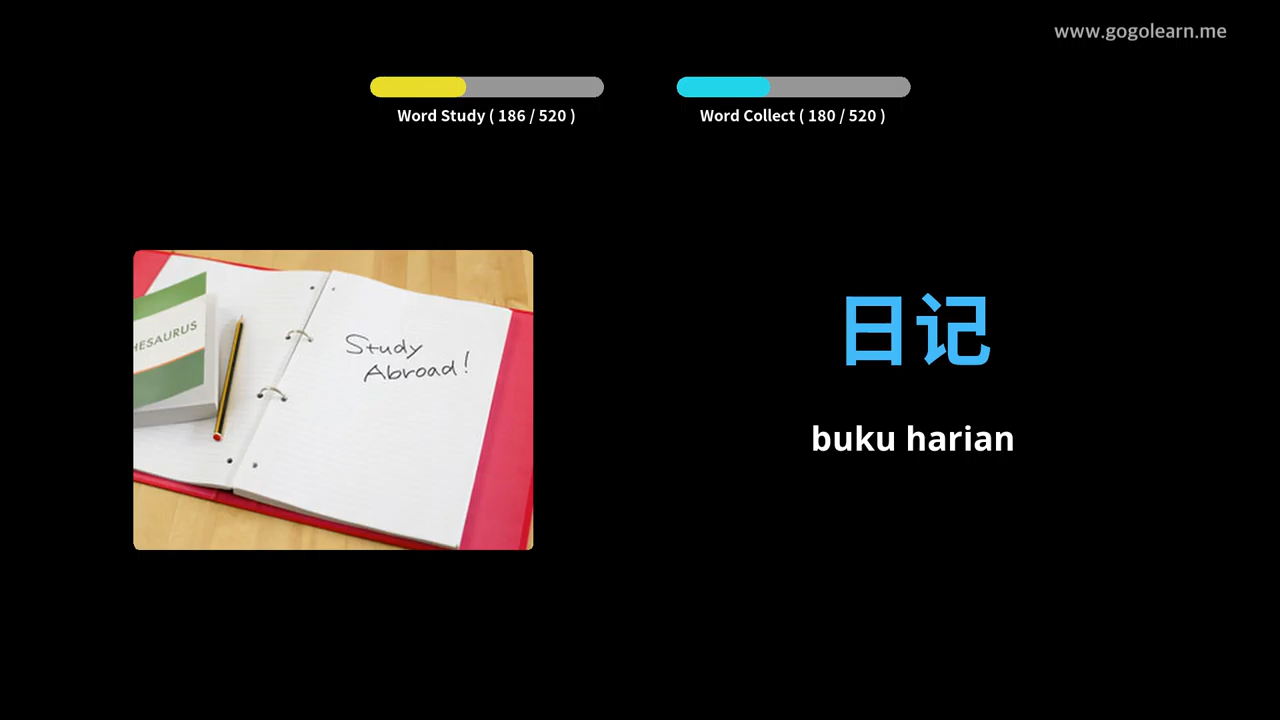 www.gogolearn.me
Word Study ( 186 / 520 )
Word Collect ( 180 / 520 )
HESAURUS
Study
Abroad!
日记
buku harian